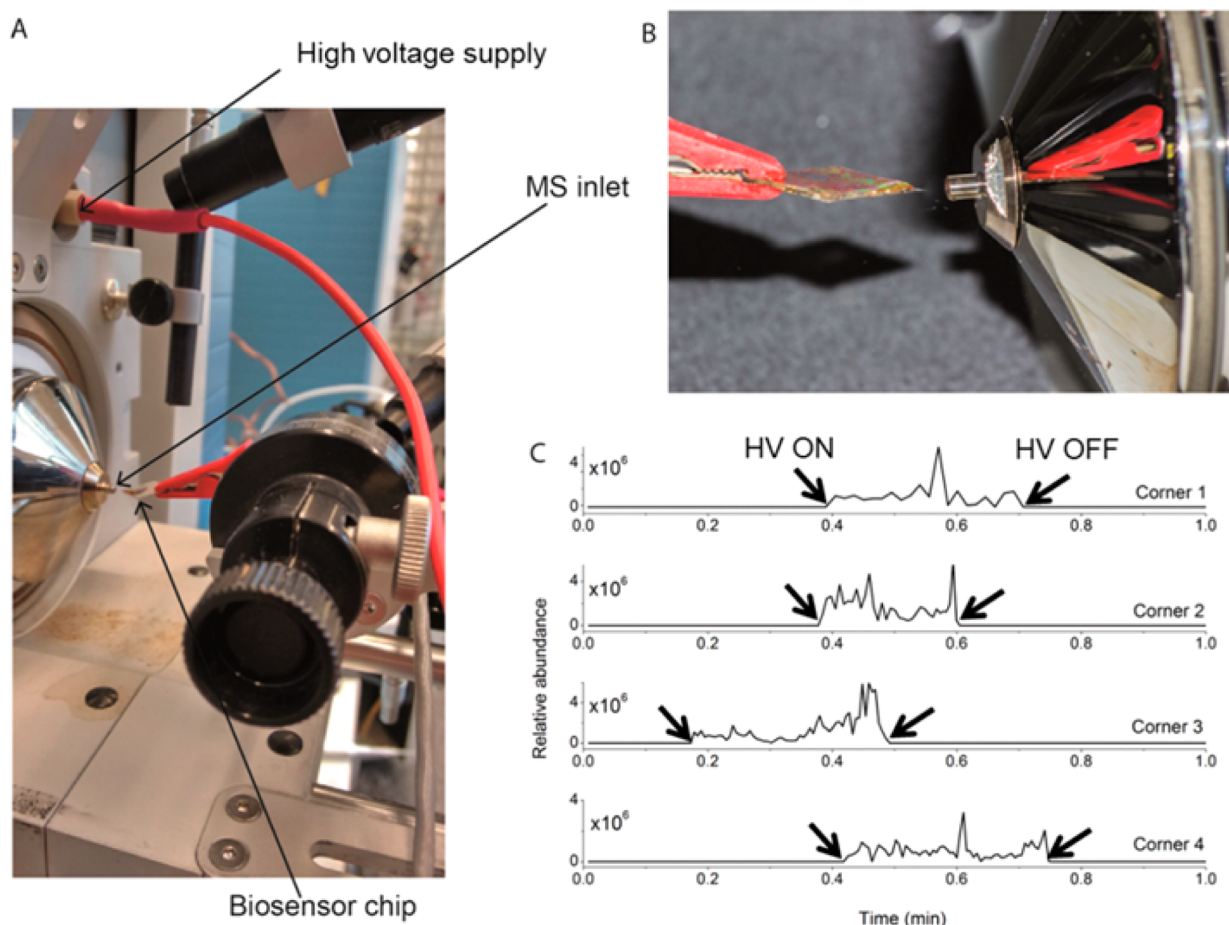 A
High voltage supply
MS inlet
Biosensor chip
B
C
HV ON
HV OFF
4
x10⁶
0
Corner 1
0.0 0.2 0.4 0.6 0.8 1.0
4
x10⁶
0
Corner 2
0.0 0.2 0.4 0.6 0.8 1.0
4
x10⁶
0
Corner 3
0.0 0.2 0.4 0.6 0.8 1.0
4
x10⁶
0
Corner 4
0.0 0.2 0.4 0.6 0.8 1.0
Relative abundance
Time (min)